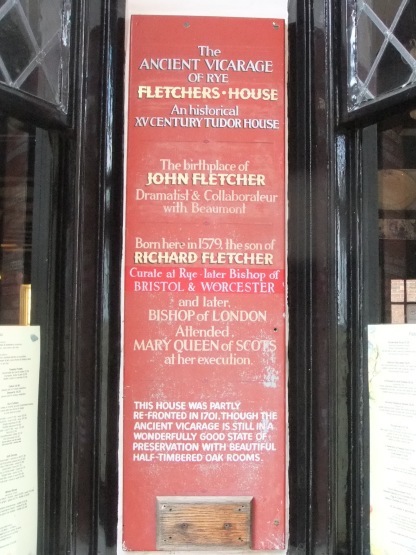 The
ANCIENT VICARAGE
OF RYE
FLETCHERS·HOUSE
An historical
XV CENTURY TUDOR HOUSE
The birthplace of
JOHN FLETCHER
Dramatist & Collaborateur
with Beaumont
Born here in 1579, the son of
RICHARD FLETCHER
Curate at Rye·later Bishop of
BRISTOL & WORCESTER
and later,
BISHOP of LONDON
Attended
MARY QUEEN of SCOTS
at her execution.
THIS HOUSE WAS PARTLY
RE-FRONTED IN 1701, THOUGH THE
ANCIENT VICARAGE IS STILL IN A
WONDERFULLY GOOD STATE OF
PRESERVATION WITH BEAUTIFUL
HALF-TIMBERED OAK ROOMS.